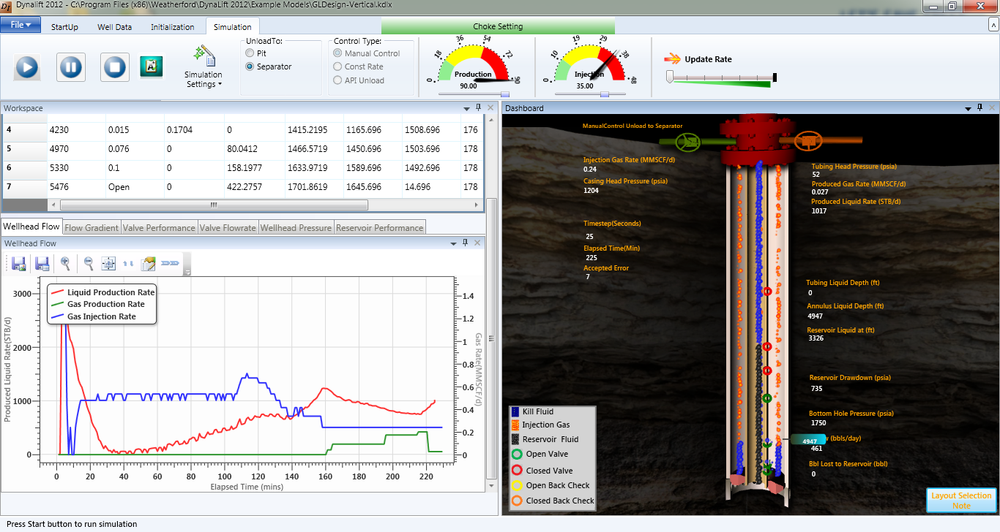 Dynalift 2012 - C:\Program Files (x86)\Weatherford\DynaLift 2012\Example Models\GLDesign-Vertical.kdlx
File
StartUp
Well Data
Initialization
Simulation
Choke Setting
Simulation
Settings
UnloadTo:
Pit
Separator
Control Type:
Manual Control
Const Rate
API Unload
0 18 36 54 72 90
Production
90.00
0 10 19 29 38 48
Injection
35.00
Update Rate
Workspace
4 4230 0.015 0.1704 0 1415.2195 1165.696 1508.696 176
5 4970 0.076 0 80.0412 1466.5719 1450.696 1503.696 178
6 5330 0.1 0 158.1977 1633.9719 1589.696 1492.696 178
7 5476 Open 0 422.2757 1701.8619 1645.696 14.696 178
Wellhead Flow
Flow Gradient
Valve Performance
Valve Flowrate
Wellhead Pressure
Reservoir Performance
Wellhead Flow
Liquid Production Rate
Gas Production Rate
Gas Injection Rate
3000
2000
1000
0
Produced Liquid Rate(STB/d)
1.4
1.2
1
0.8
0.6
0.4
0.2
0
Gas Rate(MMSCF/d)
0 20 40 60 80 100 120 140 160 180 200 220
Elapsed Time (mins)
Dashboard
ManualControl Unload to Separator
Injection Gas Rate (MMSCF/d)
0.24
Casing Head Pressure (psia)
1204
Timestep(Seconds)
25
Elapsed Time(Min)
225
Accepted Error
7
Tubing Head Pressure (psia)
52
Produced Gas Rate (MMSCF/d)
0.027
Produced Liquid Rate (STB/d)
1017
Tubing Liquid Depth (ft)
0
Annulus Liquid Depth (ft)
4947
Reservoir Liquid at (ft)
3326
Reservoir Drawdown (psia)
735
Bottom Hole Pressure (psia)
1750
4947
(bbls/day)
461
Bbl Lost to Reservoir (bbl)
0
Kill Fluid
Injection Gas
Reservoir Fluid
Open Valve
Closed Valve
Open Back Check
Closed Back Check
Layout Selection
Note
Press Start button to run simulation